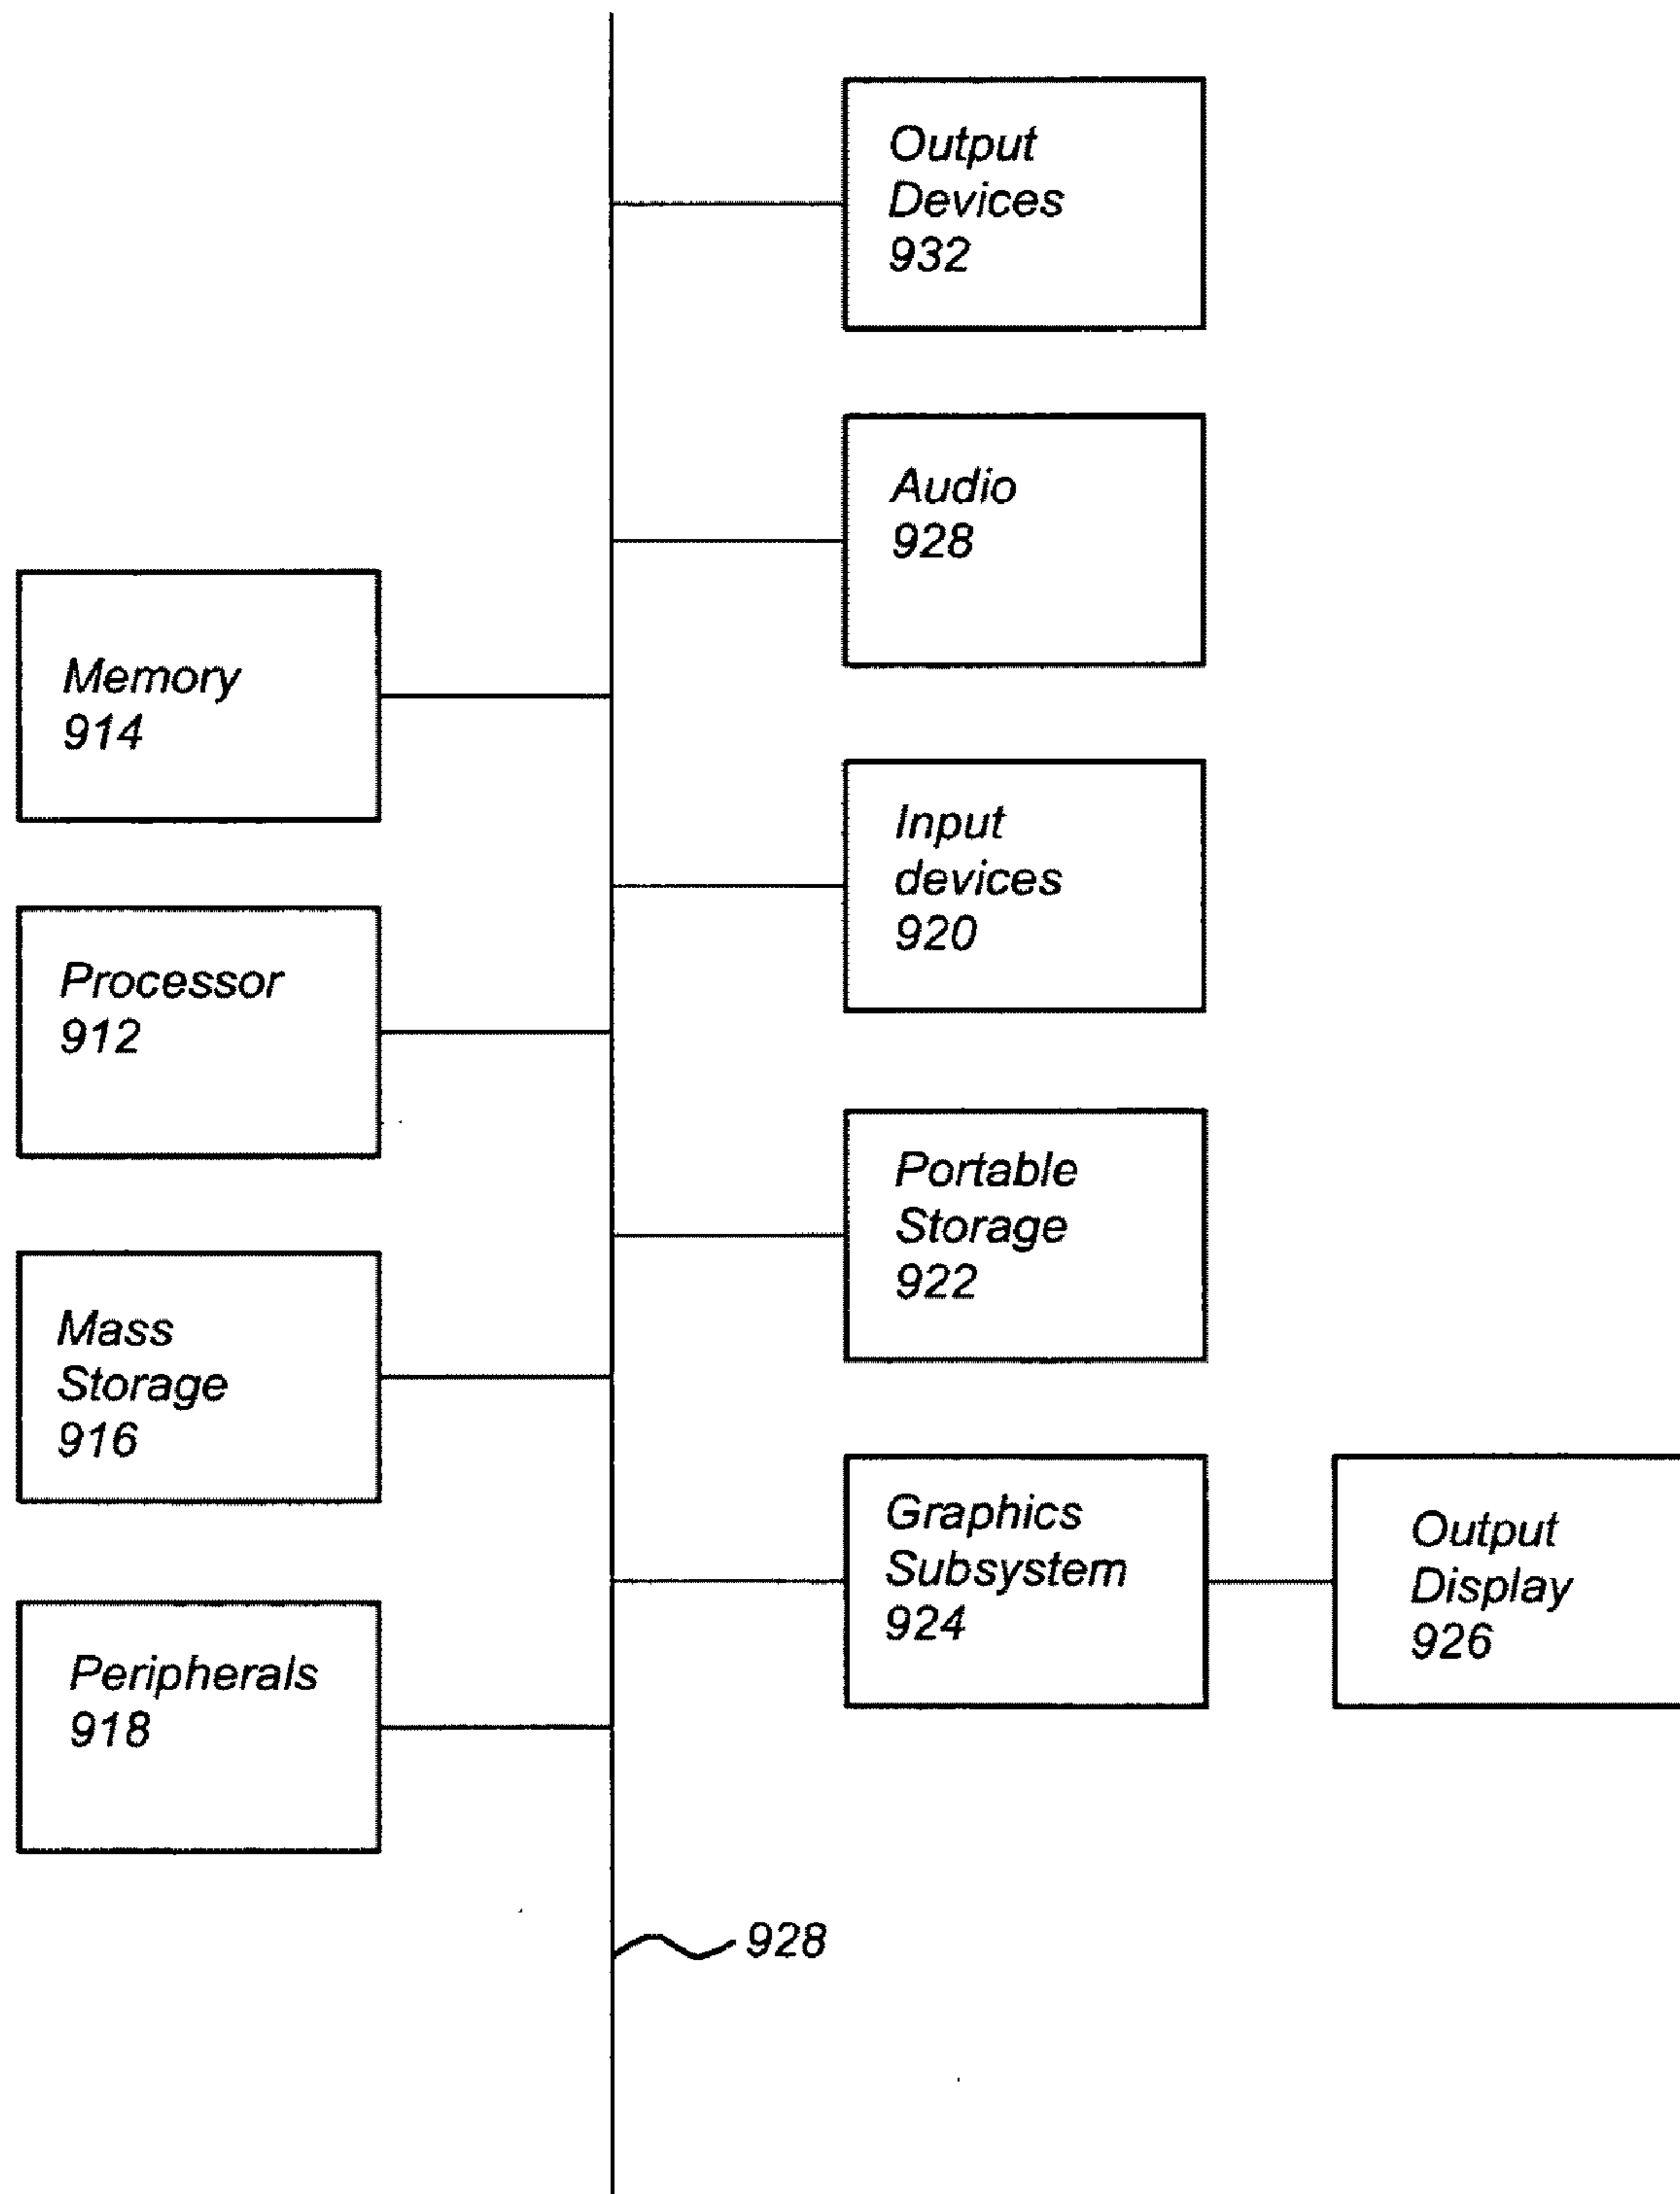 Output
Devices
932
Audio
928
Memory
914
Input
devices
920
Processor
912
Portable
Storage
922
Mass
Storage
916
Graphics
Subsystem
924
Output
Display
926
Peripherals
918
928